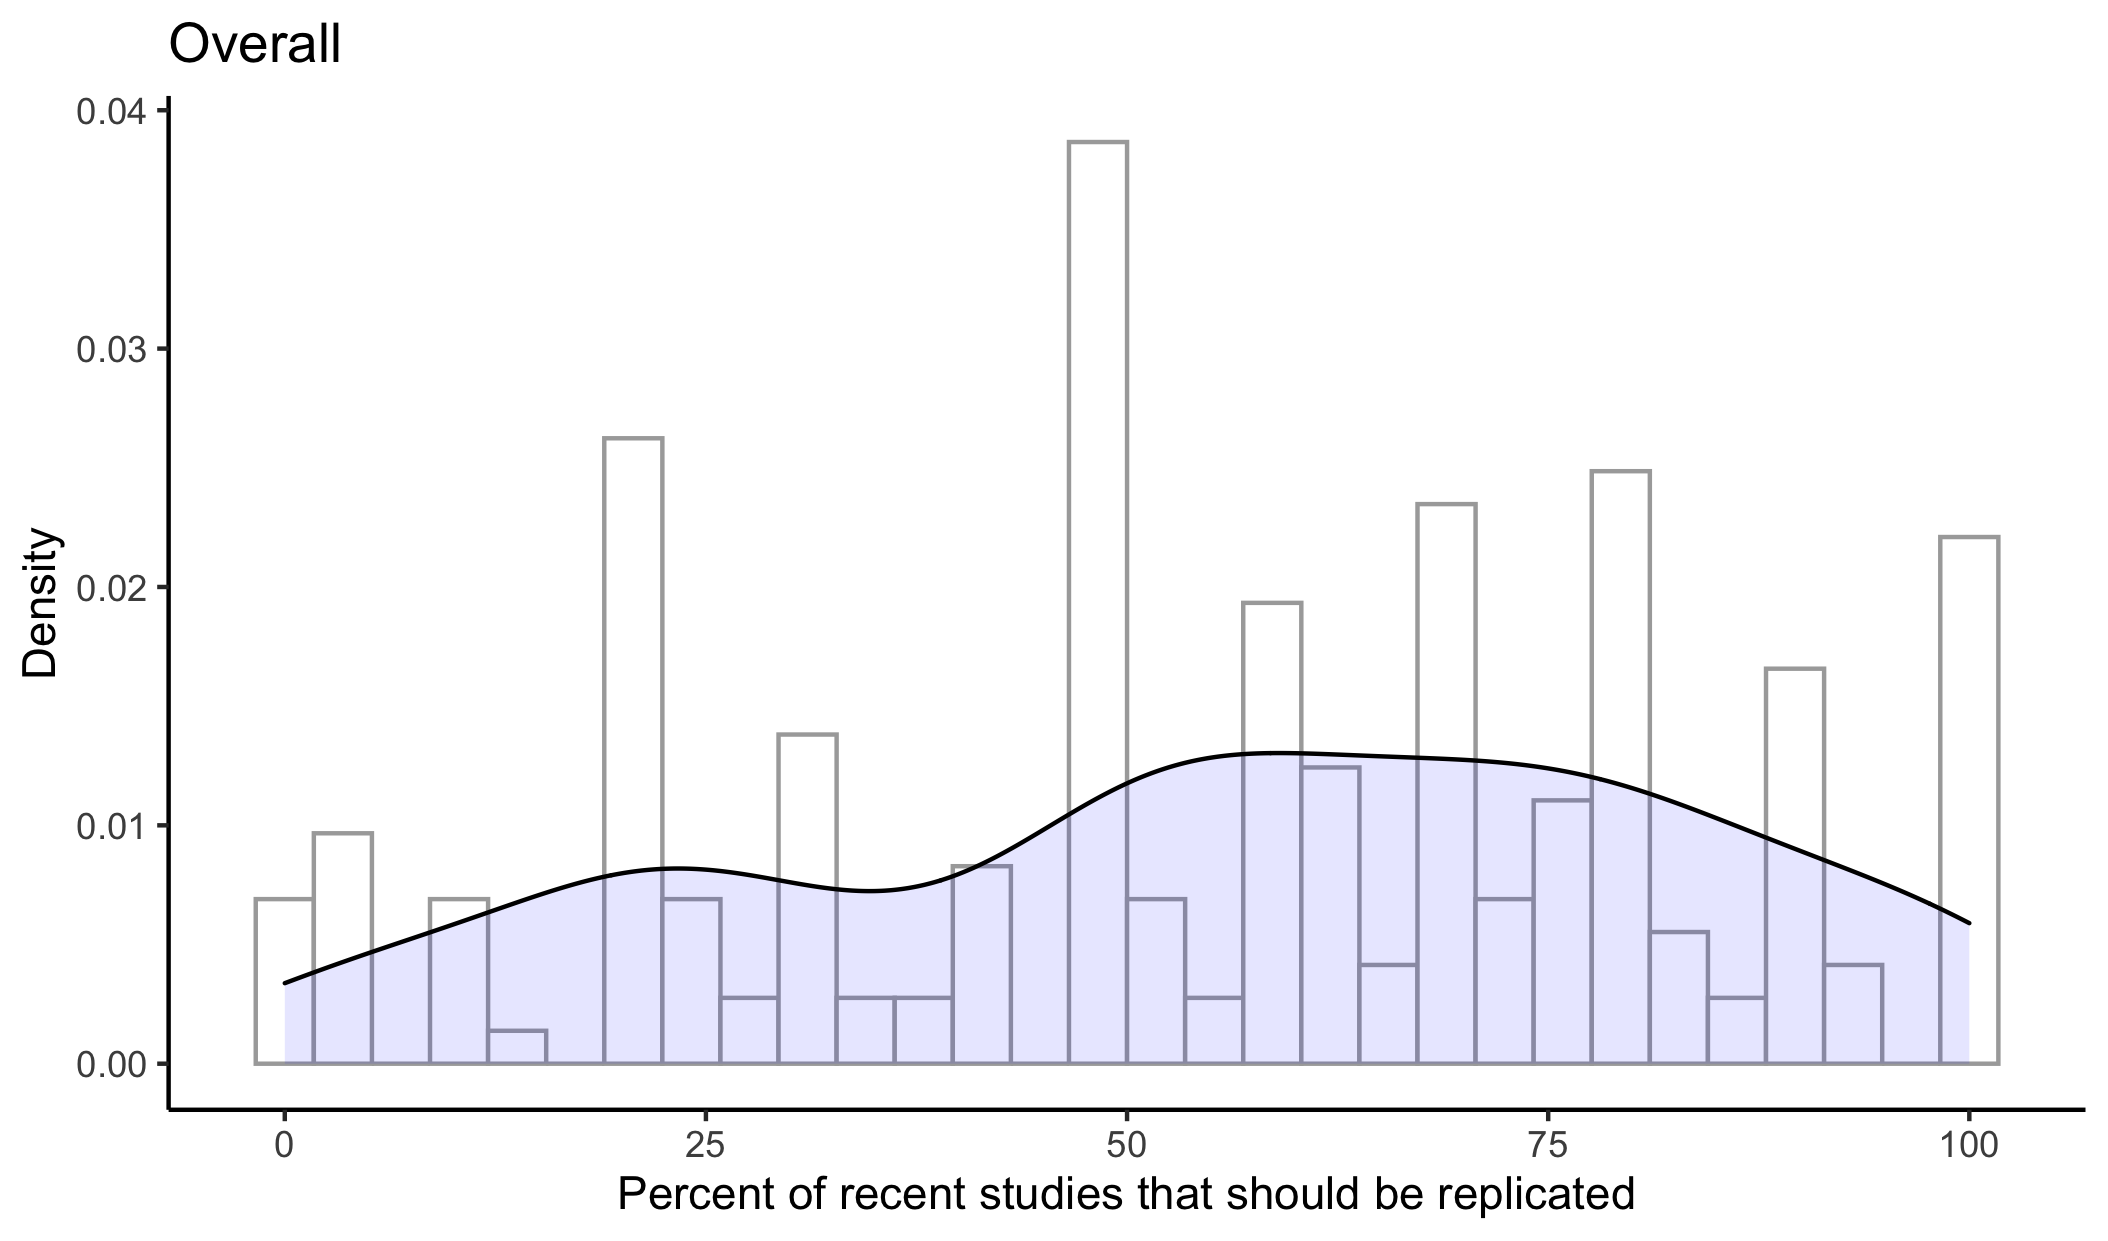 Overall
0.04
0.03
0.02
0.01
0.00
Density
0 25 50 75 100
Percent of recent studies that should be replicated